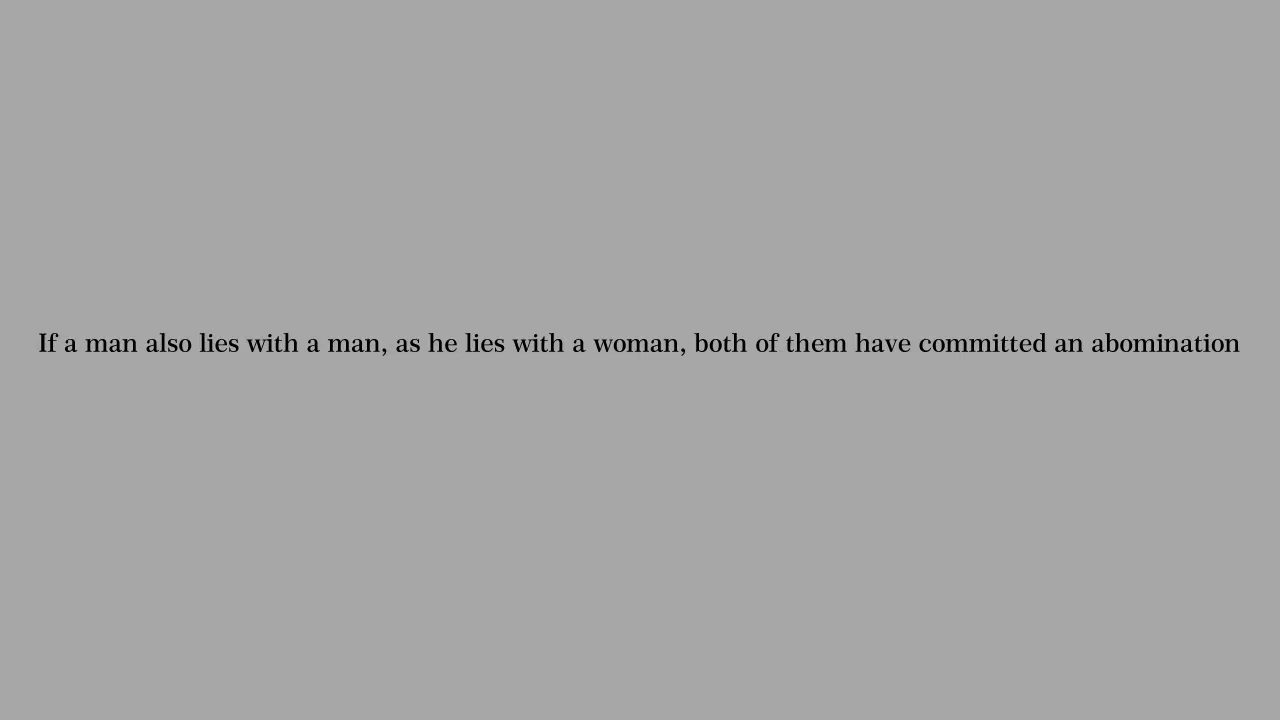 If a man also lies with a man, as he lies with a woman, both of them have committed an abomination